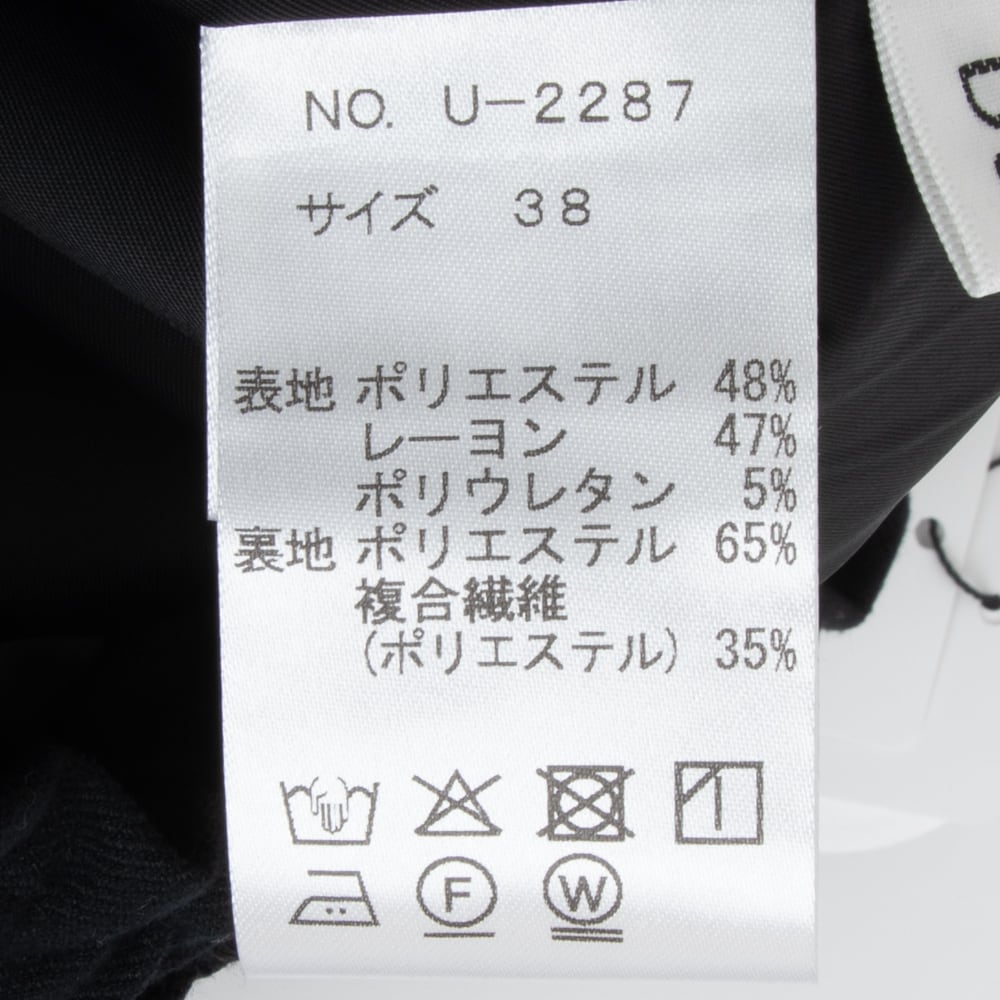 NO. U-2287
サイズ 38
表地 ポリエステル 48%
レーヨン 47%
ポリウレタン 5%
裏地 ポリエステル 65%
複合繊維
(ポリエステル) 35%
F W